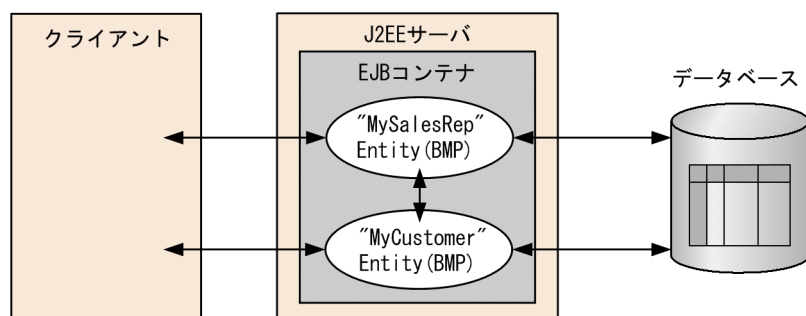 クライアント
J2EEサーバ
EJBコンテナ
データベース
"MySalesRep"
Entity(BMP)
"MyCustomer"
Entity(BMP)